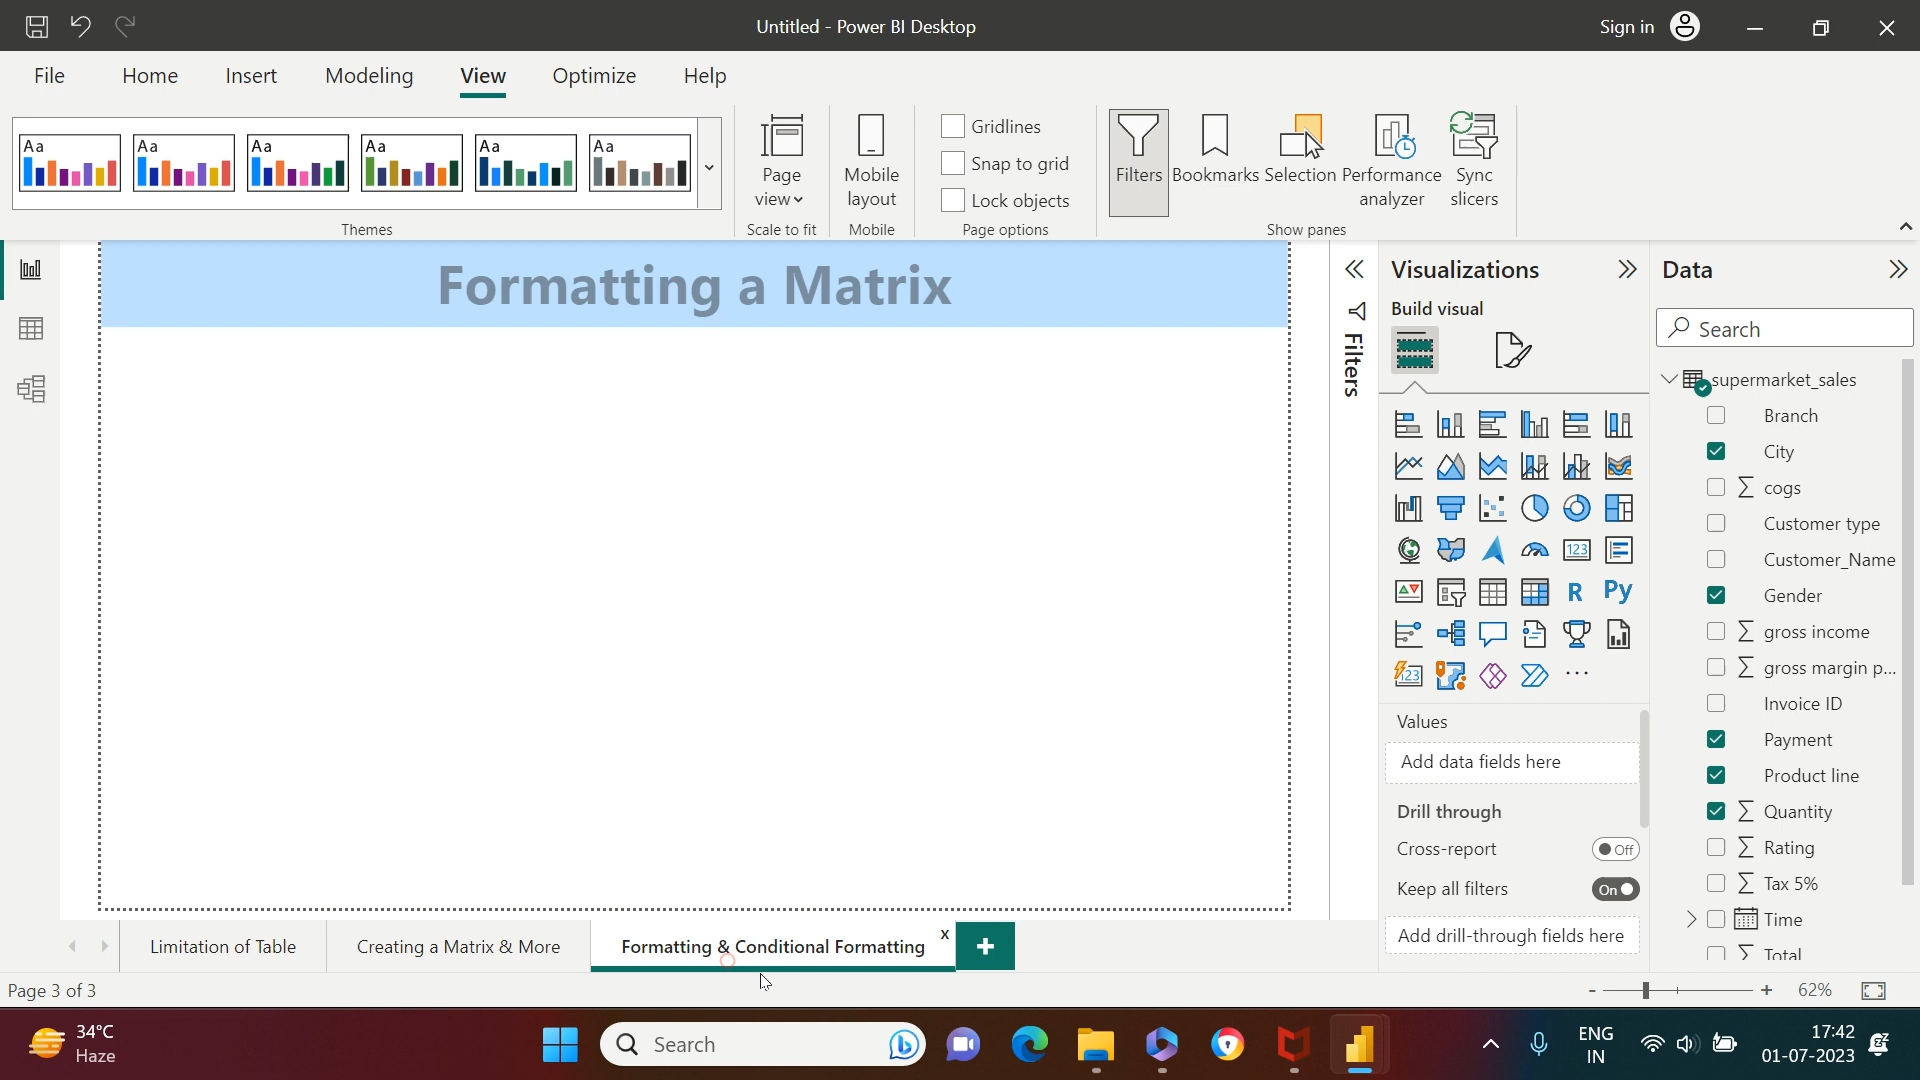 Untitled - Power BI Desktop
Sign in
File
Home
Insert
Modeling
View
Optimize
Help
Aa
Aa
Aa
Aa
Aa
Aa
Themes
Page view
Scale to fit
Mobile layout
Mobile
Gridlines
Snap to grid
Lock objects
Page options
Filters
Bookmarks
Selection
Performance analyzer
Sync slicers
Show panes
Formatting a Matrix
Filters
Visualizations
Build visual
123
R
Py
123
Values
Add data fields here
Drill through
Cross-report
Off
Keep all filters
On
Add drill-through fields here
Data
Search
supermarket_sales
Branch
City
∑ cogs
Customer type
Customer_Name
Gender
∑ gross income
∑ gross margin p...
Invoice ID
Payment
Product line
∑ Quantity
∑ Rating
∑ Tax 5%
Time
∑ Total
Limitation of Table
Creating a Matrix & More
Formatting & Conditional Formatting
x
+
Page 3 of 3
- + 62%
34°C
Haze
Search
ENG
IN
17:42
01-07-2023